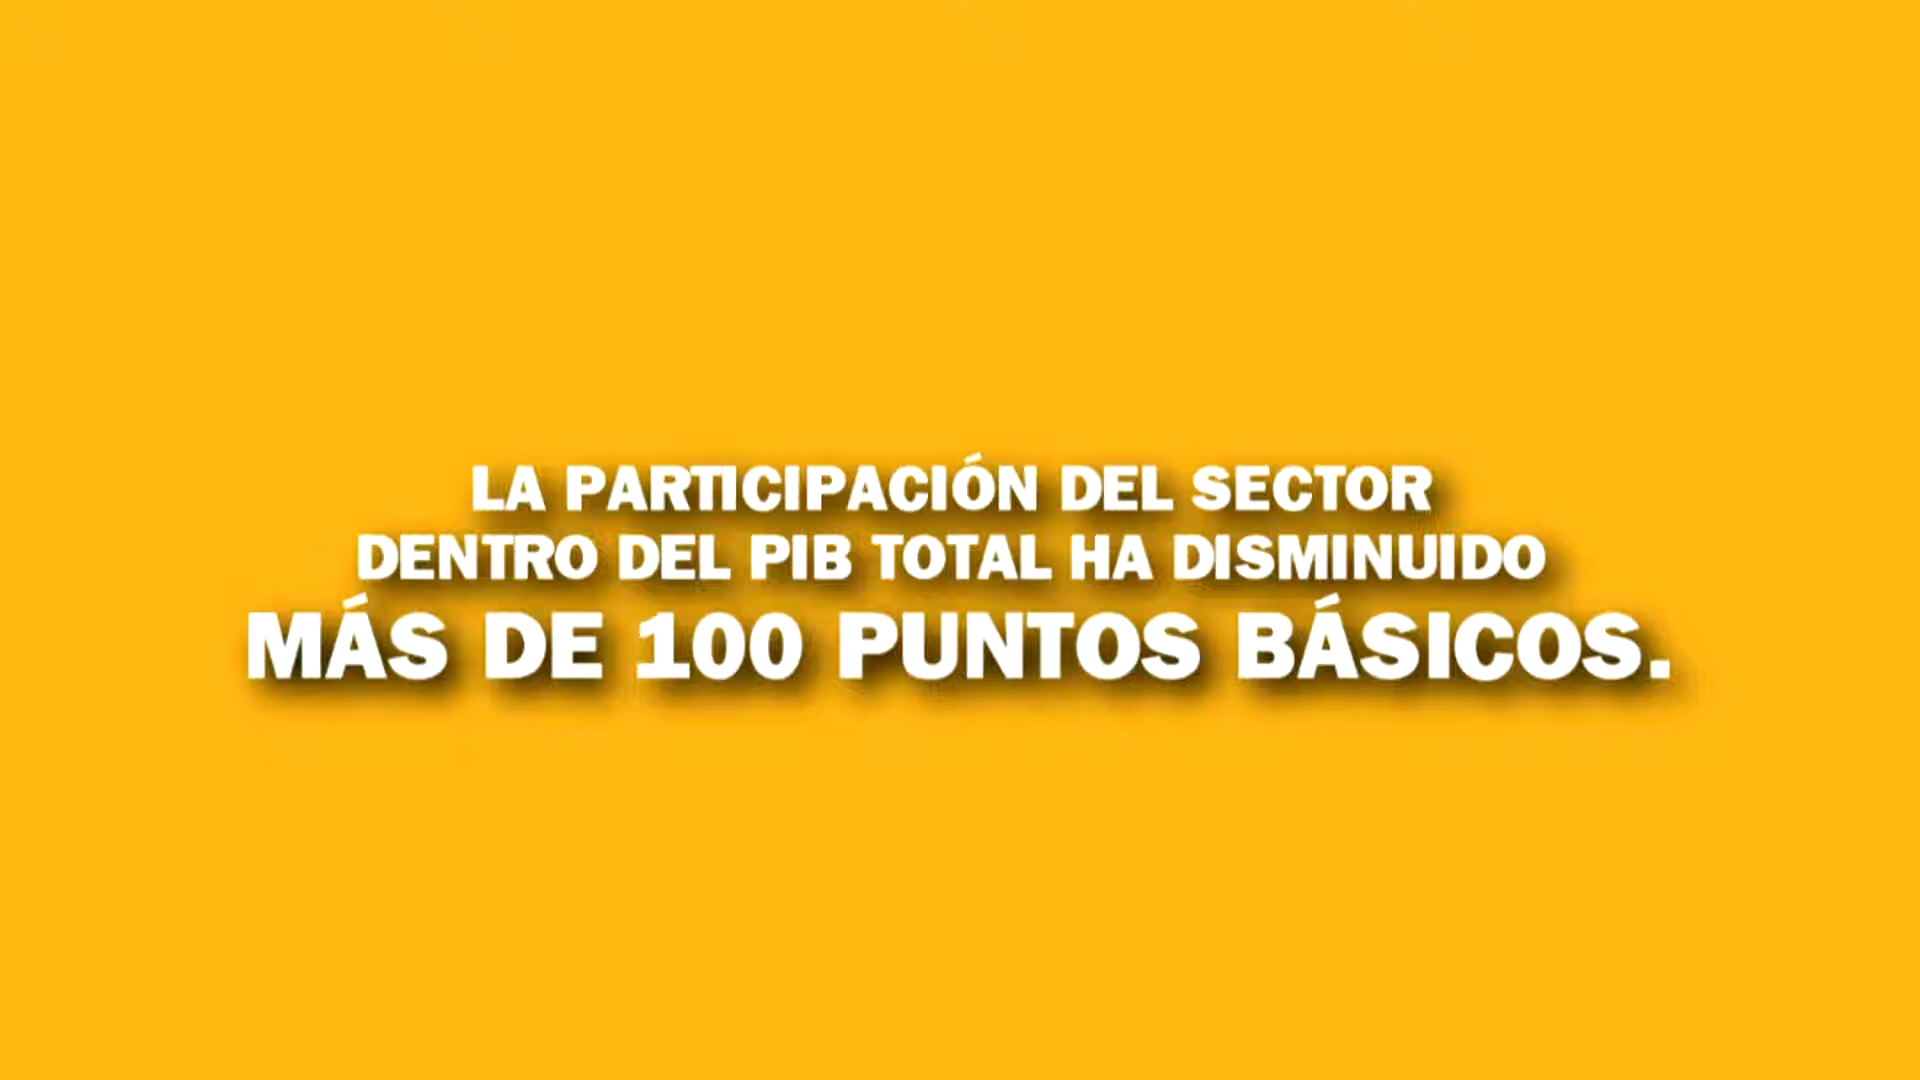 LA PARTICIPACIÓN DEL SECTOR
DENTRO DEL PIB TOTAL HA DISMINUIDO
MÁS DE 100 PUNTOS BÁSICOS.